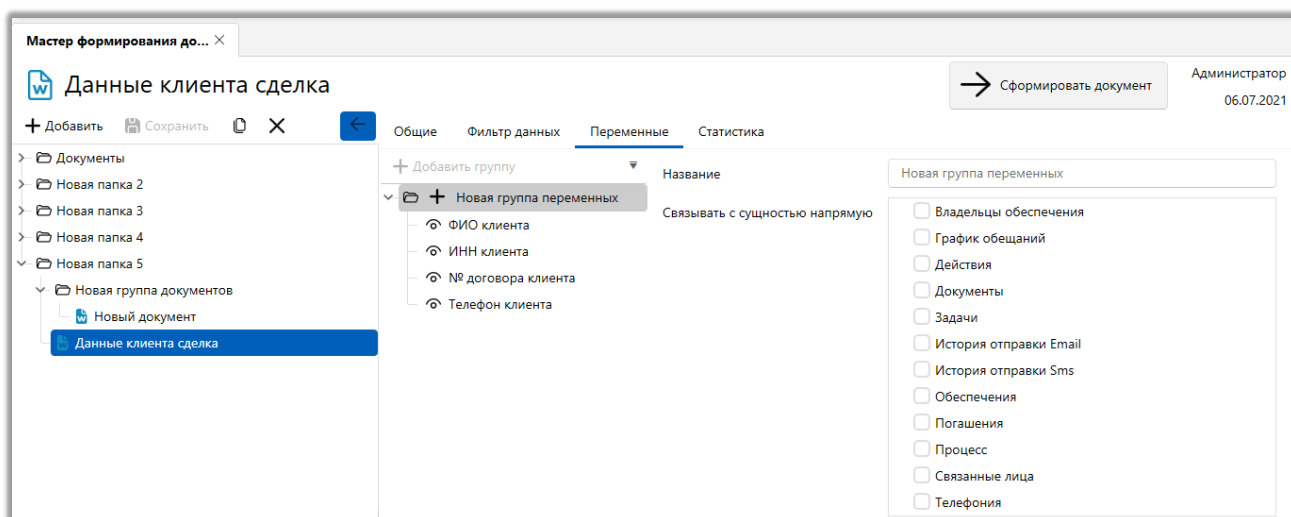 Мастер формирования до...
Данные клиента сделка
Сформировать документ
Администратор
06.07.2021
Добавить Сохранить
Общие Фильтр данных Переменные Статистика
Документы
Новая папка 2
Новая папка 3
Новая папка 4
Новая папка 5
Новая группа документов
Новый документ
Данные клиента сделка
Добавить группу
Новая группа переменных
ФИО клиента
ИНН клиента
№ договора клиента
Телефон клиента
Название
Новая группа переменных
Связывать с сущностью напрямую
Владельцы обеспечения
График обещаний
Действия
Документы
Задачи
История отправки Email
История отправки Sms
Обеспечения
Погашения
Процесс
Связанные лица
Телефония